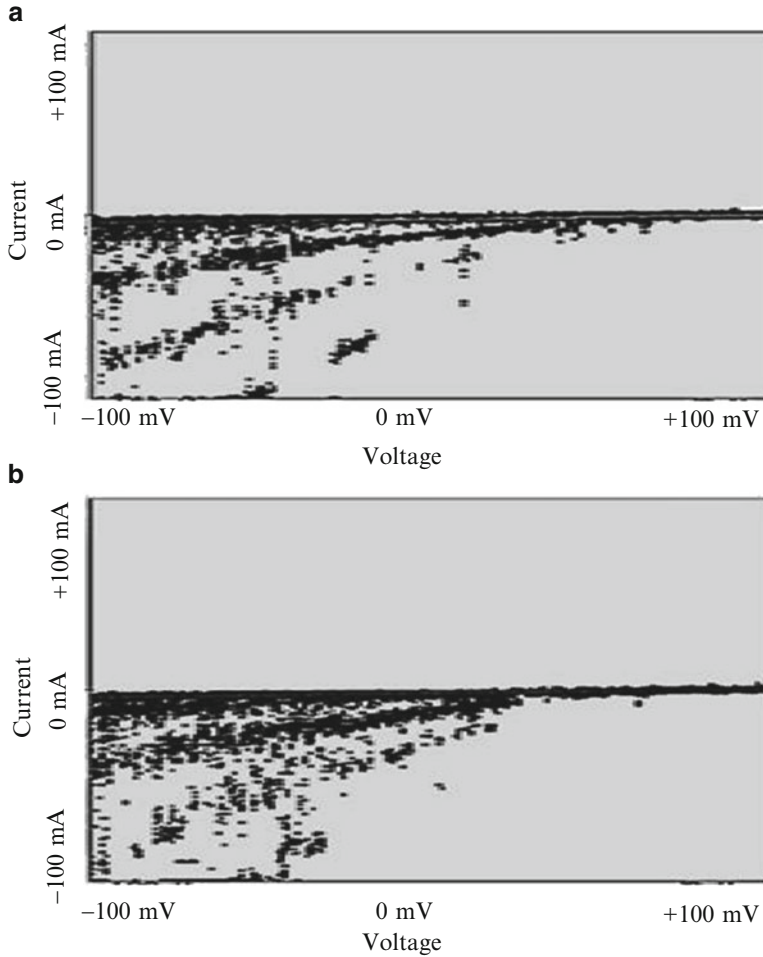 a
+100 mA
0 mA
−100 mA
Current
−100 mV 0 mV +100 mV
Voltage
b
+100 mA
0 mA
−100 mA
Current
−100 mV 0 mV +100 mV
Voltage